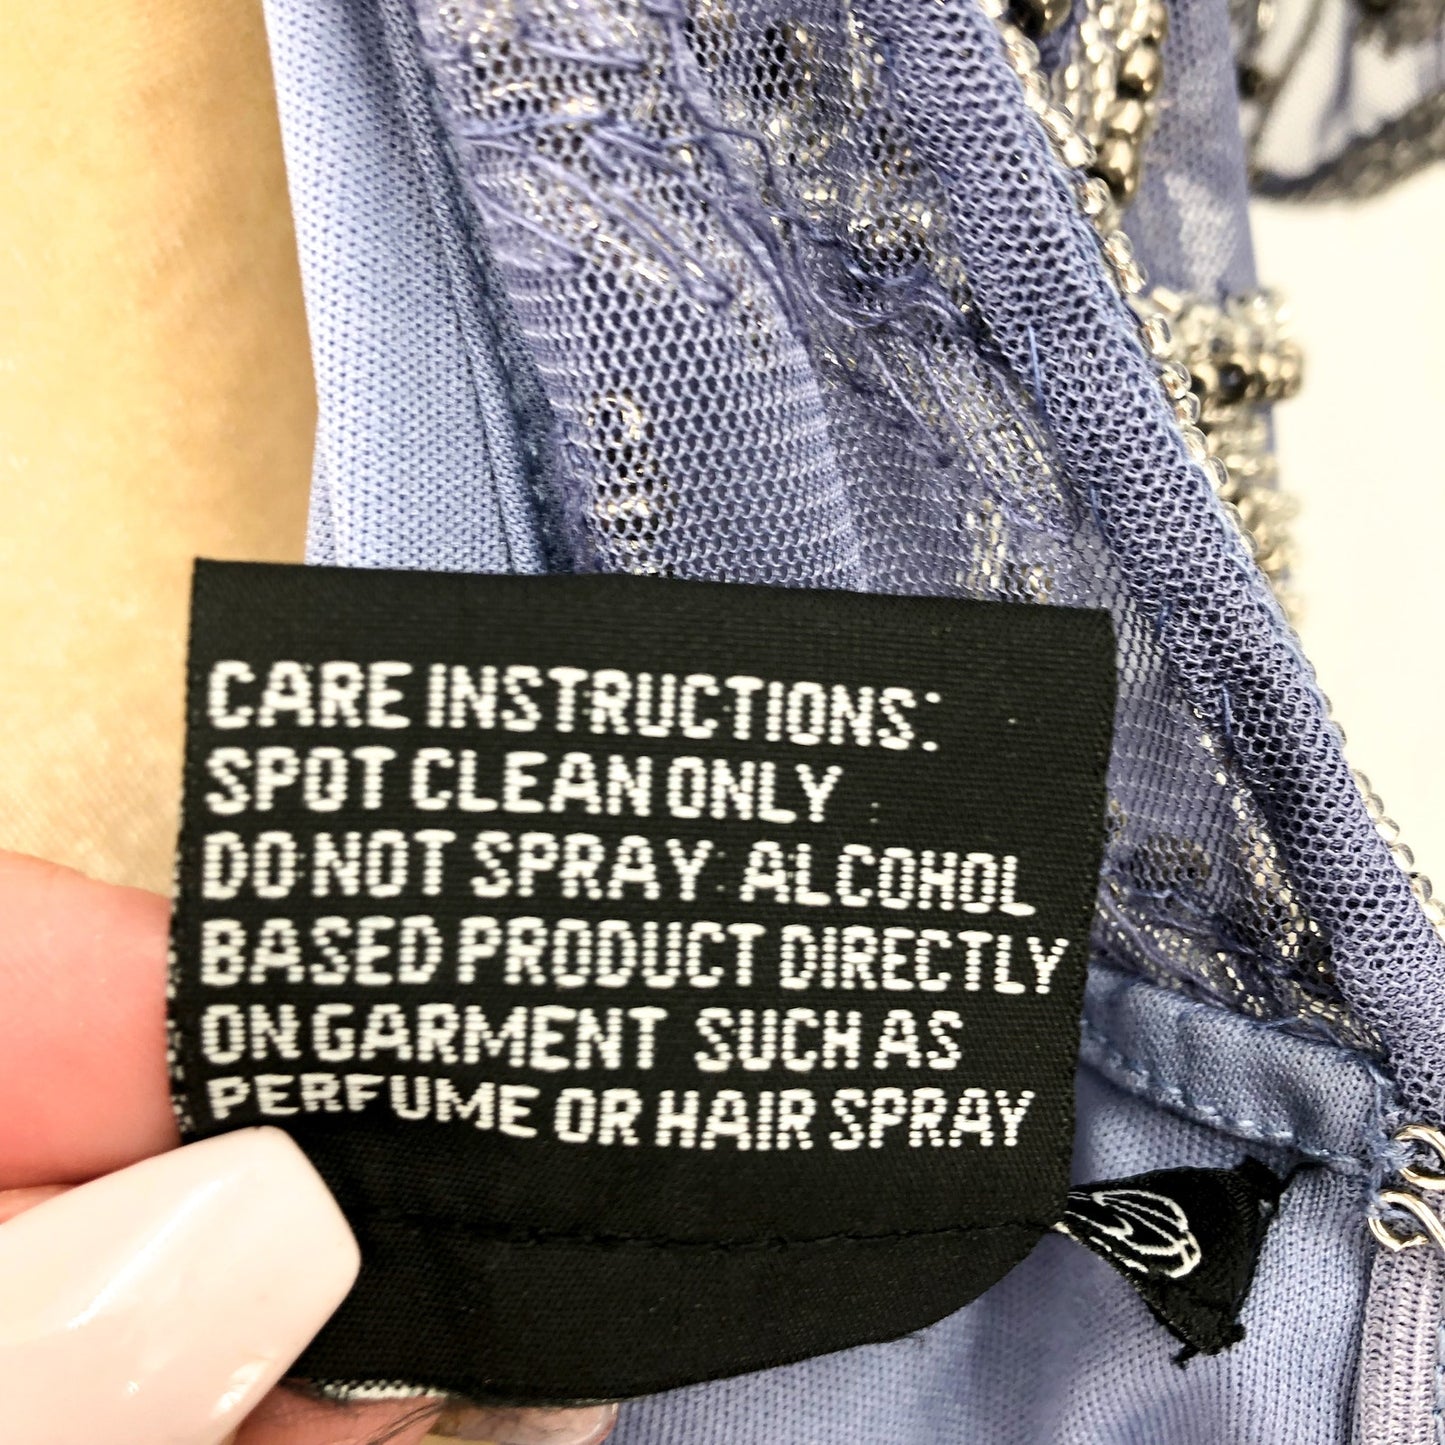 CARE INSTRUCTIONS:
SPOT CLEAN ONLY
DO NOT SPRAY ALCOHOL
BASED PRODUCT DIRECTLY
ON GARMENT SUCH AS
PERFUME OR HAIR SPRAY